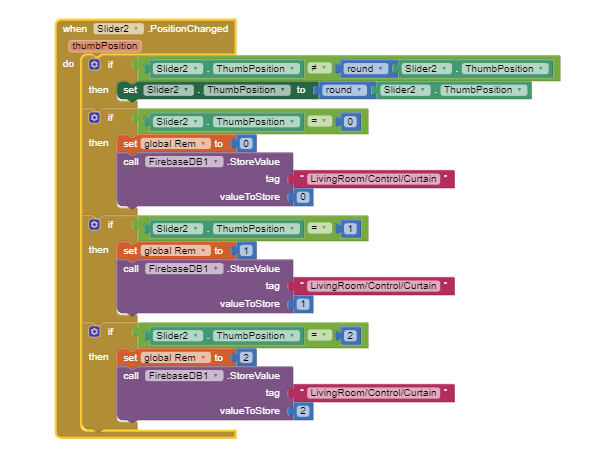 when Slider2 .PositionChanged
thumbPosition
do if Slider2 . ThumbPosition ≠ round Slider2 . ThumbPosition
then set Slider2 . ThumbPosition to round Slider2 . ThumbPosition
if Slider2 . ThumbPosition = 0
then set global Rem to 0
call FirebaseDB1 .StoreValue
tag " LivingRoom/Control/Curtain "
valueToStore 0
if Slider2 . ThumbPosition = 1
then set global Rem to 1
call FirebaseDB1 .StoreValue
tag " LivingRoom/Control/Curtain "
valueToStore 1
if Slider2 . ThumbPosition = 2
then set global Rem to 2
call FirebaseDB1 .StoreValue
tag " LivingRoom/Control/Curtain "
valueToStore 2